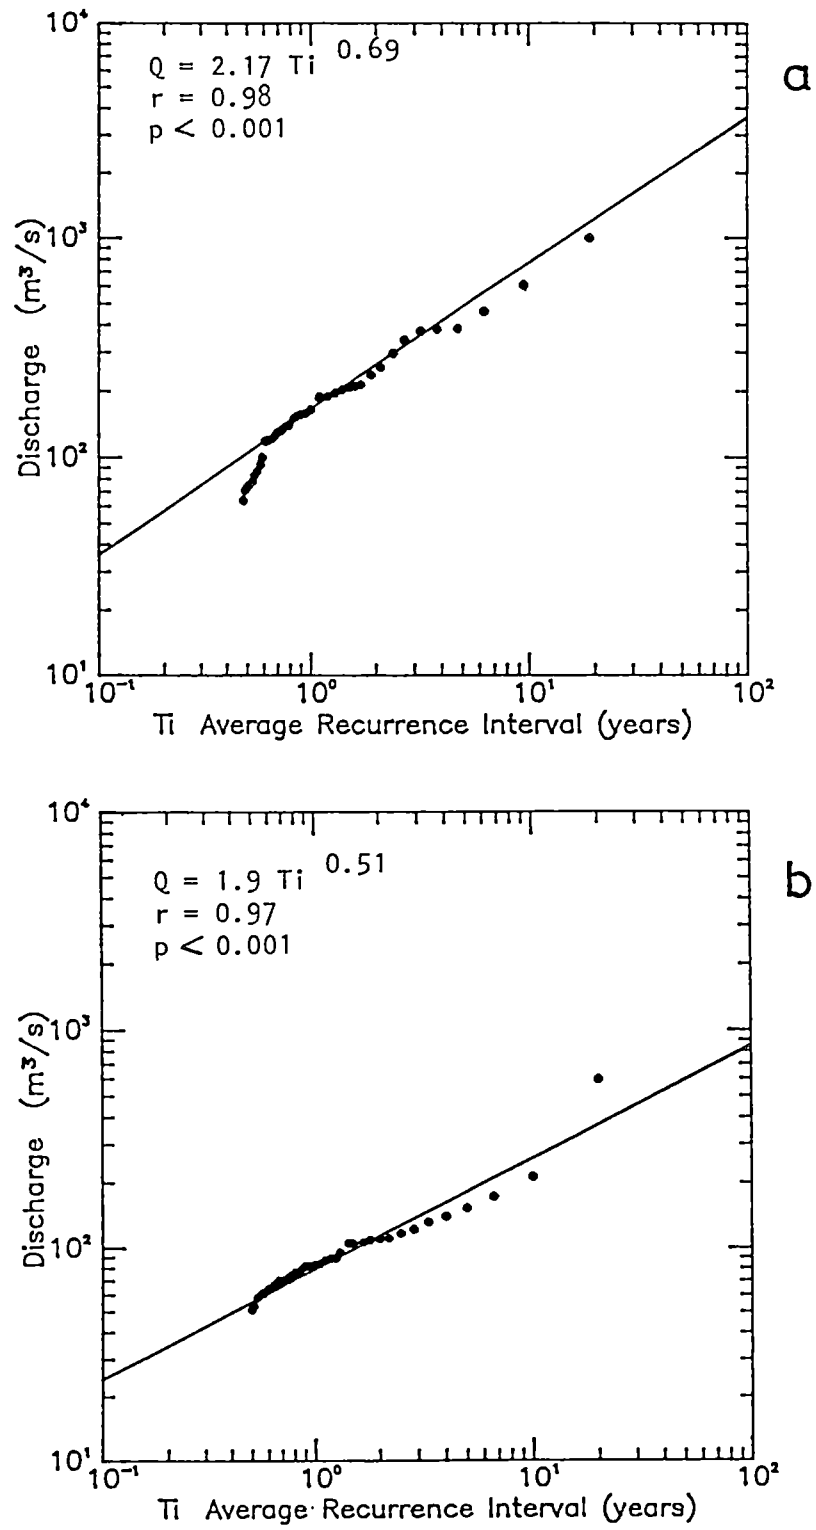 10⁴
Q = 2.17 Ti 0.69
r = 0.98
p < 0.001
a
10³
Discharge (m³/s)
10²
10¹
10⁻¹ 10⁰ 10¹ 10²
Ti Average Recurrence Interval (years)
10⁴
Q = 1.9 Ti 0.51
r = 0.97
p < 0.001
b
10³
Discharge (m³/s)
10²
10¹
10⁻¹ 10⁰ 10¹ 10²
Ti Average Recurrence Interval (years)